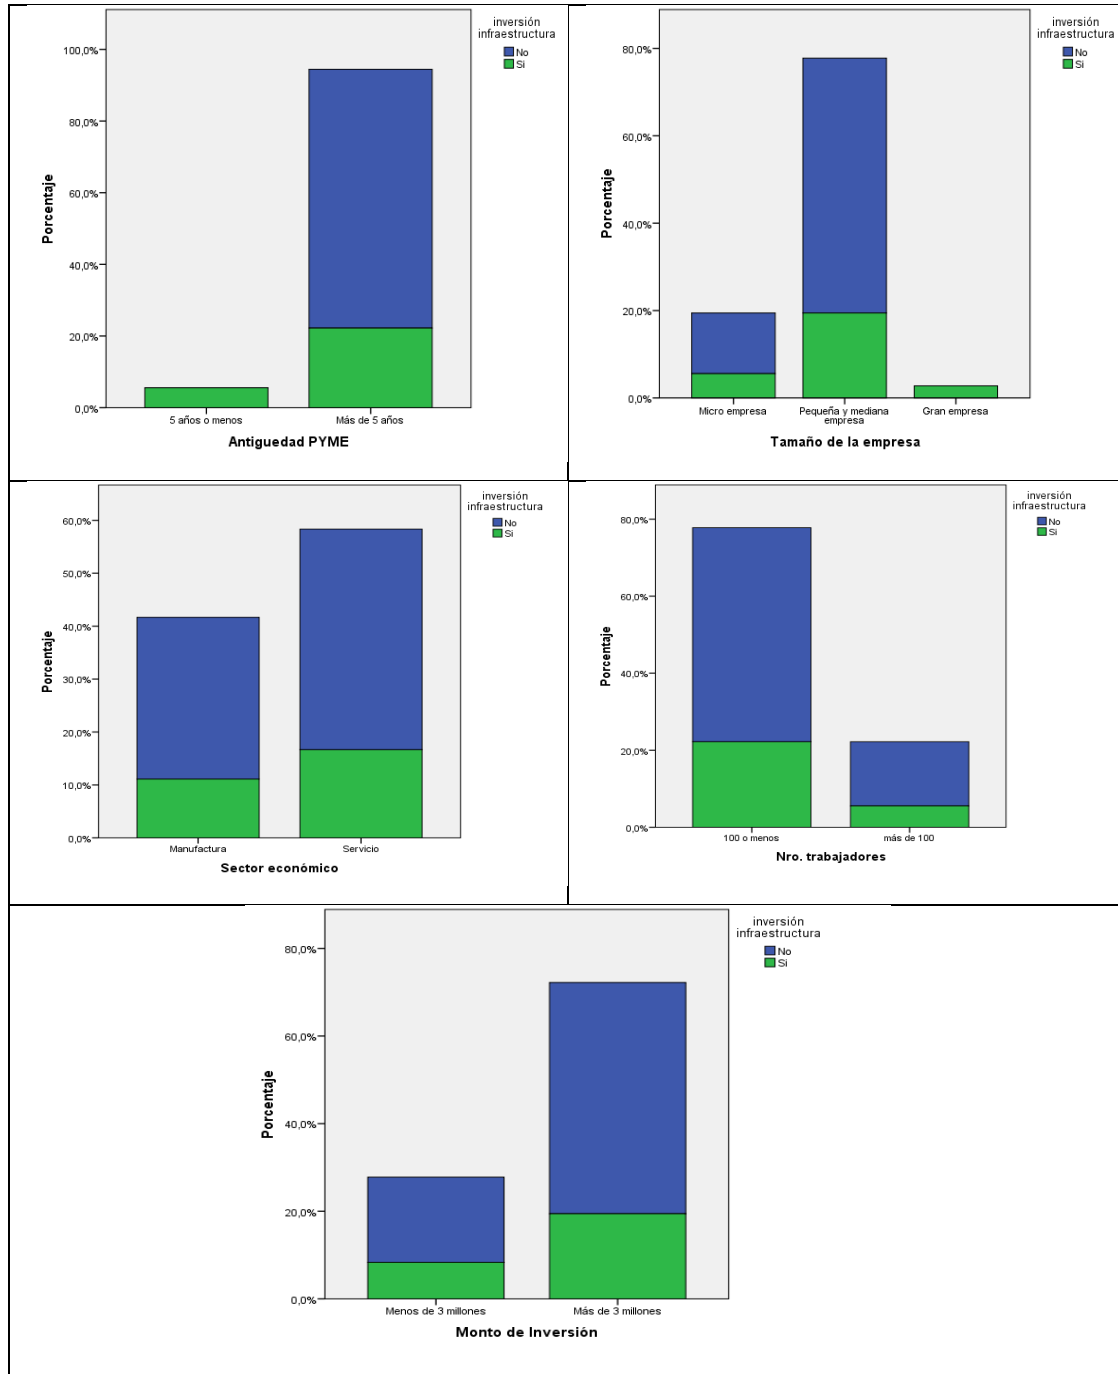 inversión
infraestructura
No
Si
100,0%
80,0%
60,0%
40,0%
20,0%
0,0%
Porcentaje
5 años o menos
Más de 5 años
Antiguedad PYME
inversión
infraestructura
No
Si
80,0%
60,0%
40,0%
20,0%
0,0%
Porcentaje
Micro empresa
Pequeña y mediana
empresa
Gran empresa
Tamaño de la empresa
inversión
infraestructura
No
Si
60,0%
50,0%
40,0%
30,0%
20,0%
10,0%
0,0%
Porcentaje
Manufactura
Servicio
Sector económico
inversión
infraestructura
No
Si
80,0%
60,0%
40,0%
20,0%
0,0%
Porcentaje
100 o menos
más de 100
Nro. trabajadores
inversión
infraestructura
No
Si
80,0%
60,0%
40,0%
20,0%
0,0%
Porcentaje
Menos de 3 millones
Más de 3 millones
Monto de Inversión